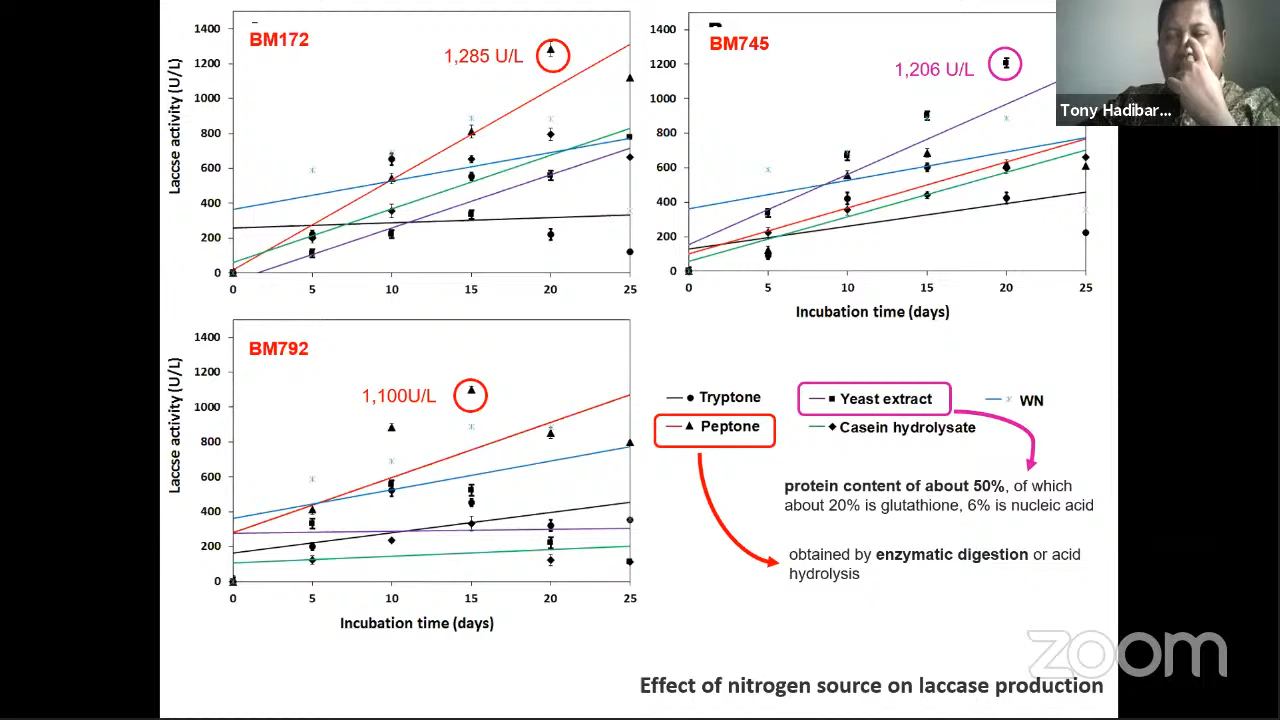 BM172
1,285 U/L
Laccse activity (U/L)
1400
1200
1000
800
600
400
200
0
0 5 10 15 20 25
BM745
1,206 U/L
1400
1200
1000
800
600
400
200
0
0 5 10 15 20 25
Incubation time (days)
Tony Hadibar...
BM792
1,100U/L
Laccse activity (U/L)
1400
1200
1000
800
600
400
200
0
0 5 10 15 20 25
Incubation time (days)
Tryptone Yeast extract WN
Peptone Casein hydrolysate
protein content of about 50%, of which
about 20% is glutathione, 6% is nucleic acid
obtained by enzymatic digestion or acid
hydrolysis
zoom
Effect of nitrogen source on laccase production